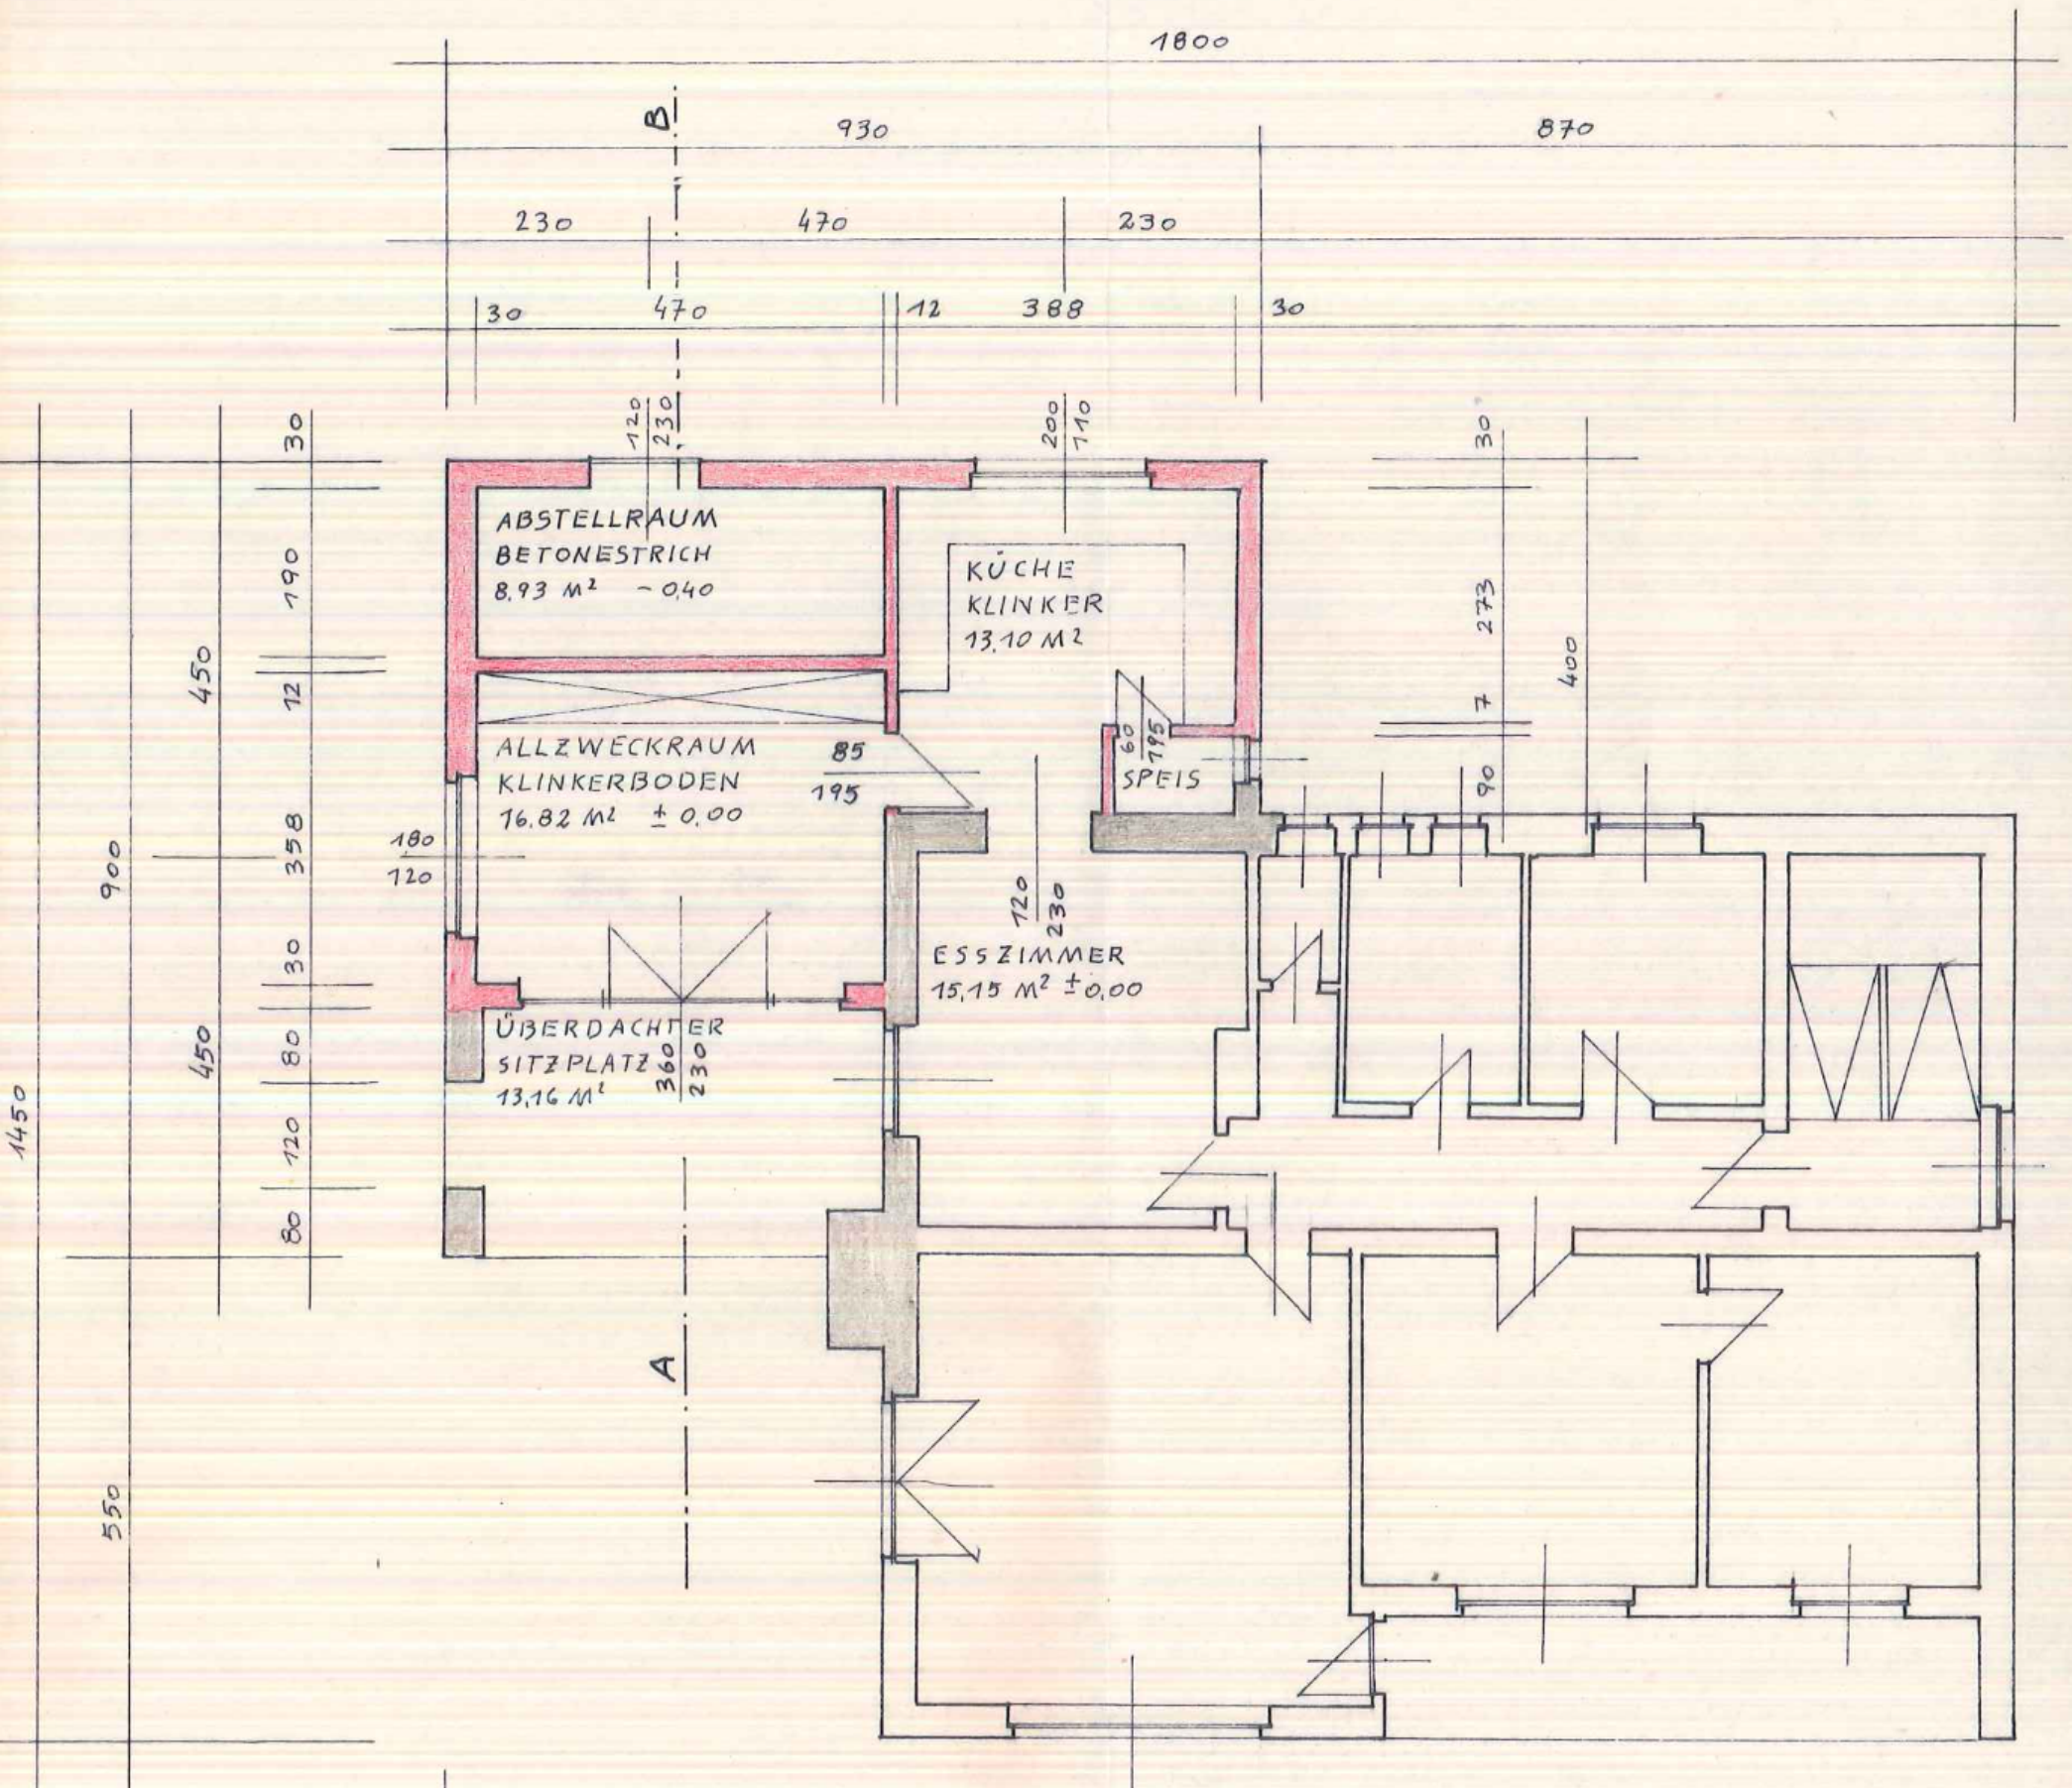 1800
B
930
870
230
470
230
30
470
12
388
30
120
230
200
110
30
190
12
358
30
80
120
80
450
450
900
550
1450
30
273
7
90
400
ABSTELLRAUM
BETONESTRICH
8.93 M² - 0,40
KÜCHE
KLINKER
13,10 M²
ALLZWECKRAUM
KLINKERBODEN
16.82 M² ± 0,00
85
195
60
195
SPEIS
180
120
120
230
ESSZIMMER
15,15 M² ± 0,00
ÜBERDACHTER
SITZPLATZ
13,16 M²
360
230
A